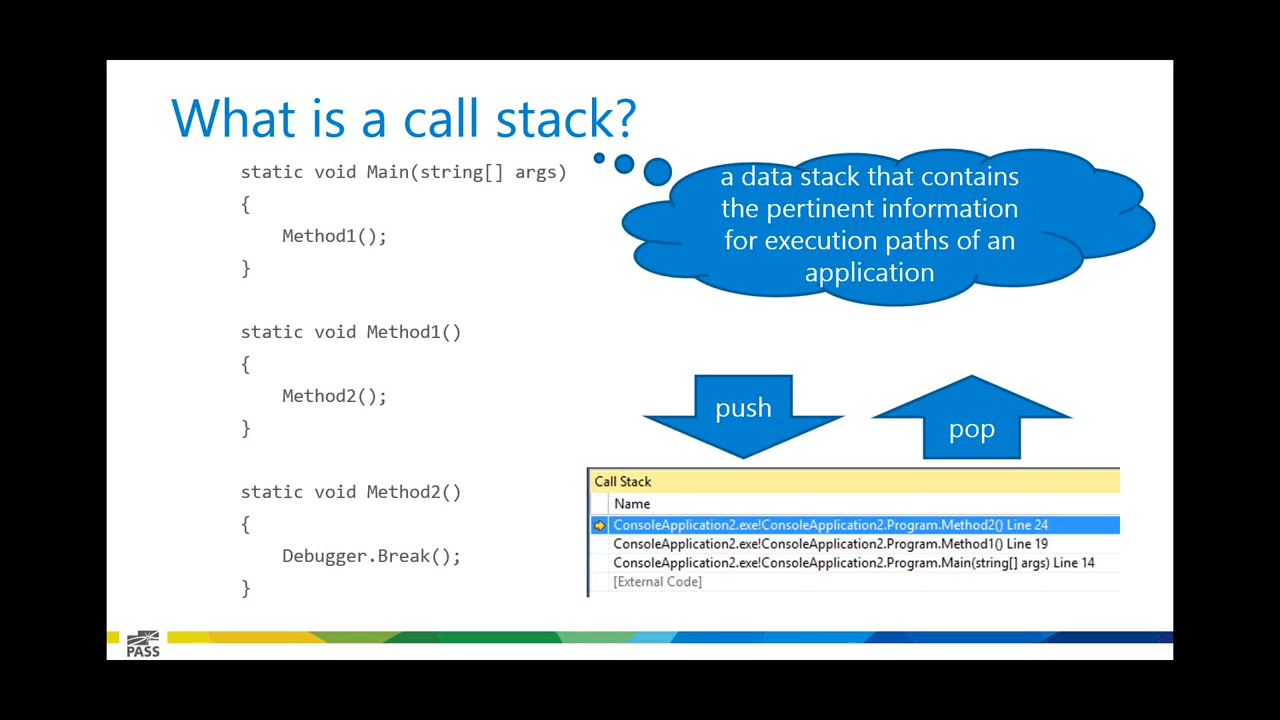 What is a call stack?
static void Main(string[] args)
{
Method1();
}
static void Method1()
{
Method2();
}
static void Method2()
{
Debugger.Break();
}
a data stack that contains
the pertinent information
for execution paths of an
application
push
pop
Call Stack
Name
ConsoleApplication2.exe!ConsoleApplication2.Program.Method2() Line 24
ConsoleApplication2.exe!ConsoleApplication2.Program.Method1() Line 19
ConsoleApplication2.exe!ConsoleApplication2.Program.Main(string[] args) Line 14
[External Code]
PASS